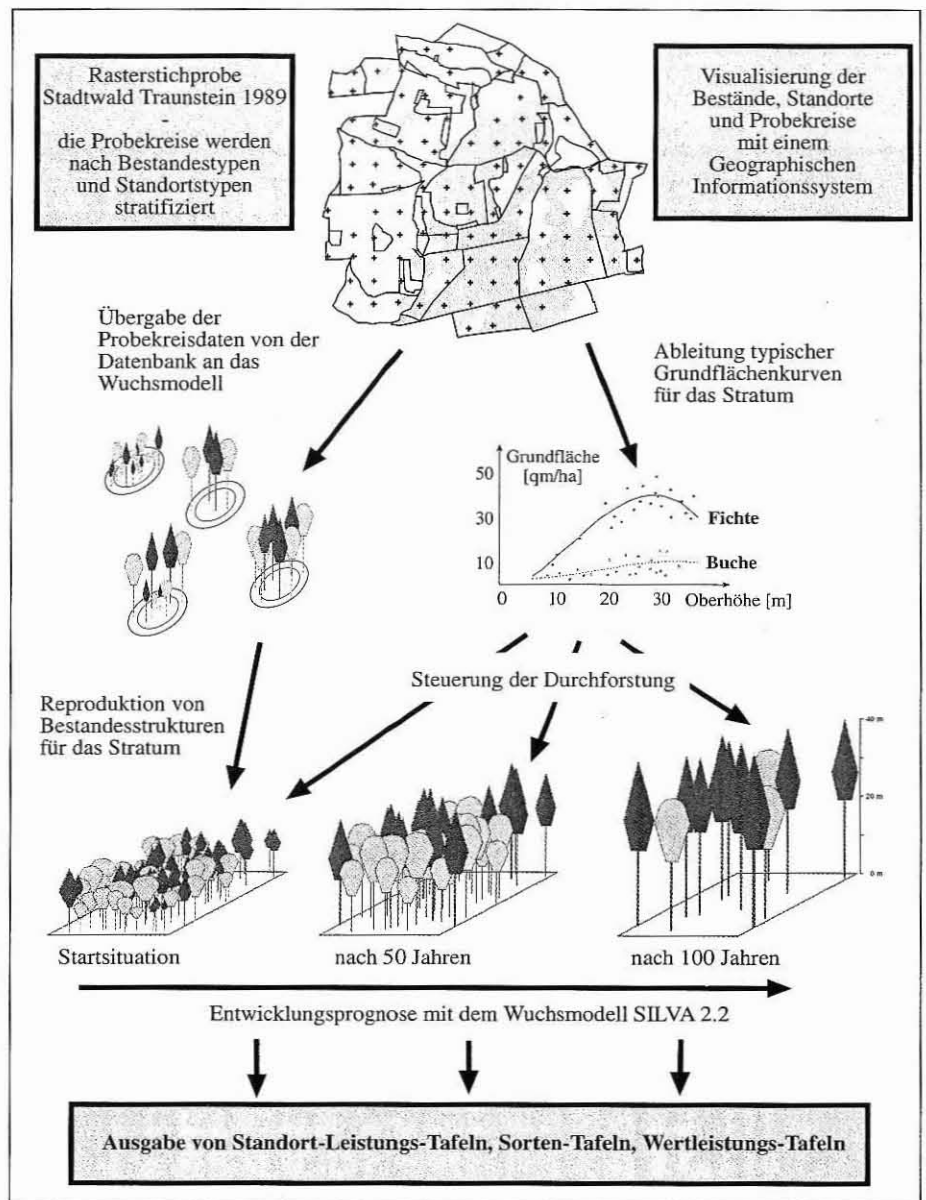 Rasterstichprobe
Stadtwald Traunstein 1989
-
die Probekreise werden
nach Bestandestypen
und Standortstypen
stratifiziert
Visualisierung der
Bestände, Standorte
und Probekreise
mit einem
Geographischen
Informationssystem
Übergabe der
Probekreisdaten von der
Datenbank an das
Wuchsmodell
Ableitung typischer
Grundflächenkurven
für das Stratum
Grundfläche
[qm/ha]
50
30
10
Fichte
Buche
0 10 20 30 Oberhöhe [m]
Steuerung der Durchforstung
Reproduktion von
Bestandesstrukturen
für das Stratum
40 m
20 m
0 m
Startsituation
nach 50 Jahren
nach 100 Jahren
Entwicklungsprognose mit dem Wuchsmodell SILVA 2.2
Ausgabe von Standort-Leistungs-Tafeln, Sorten-Tafeln, Wertleistungs-Tafeln